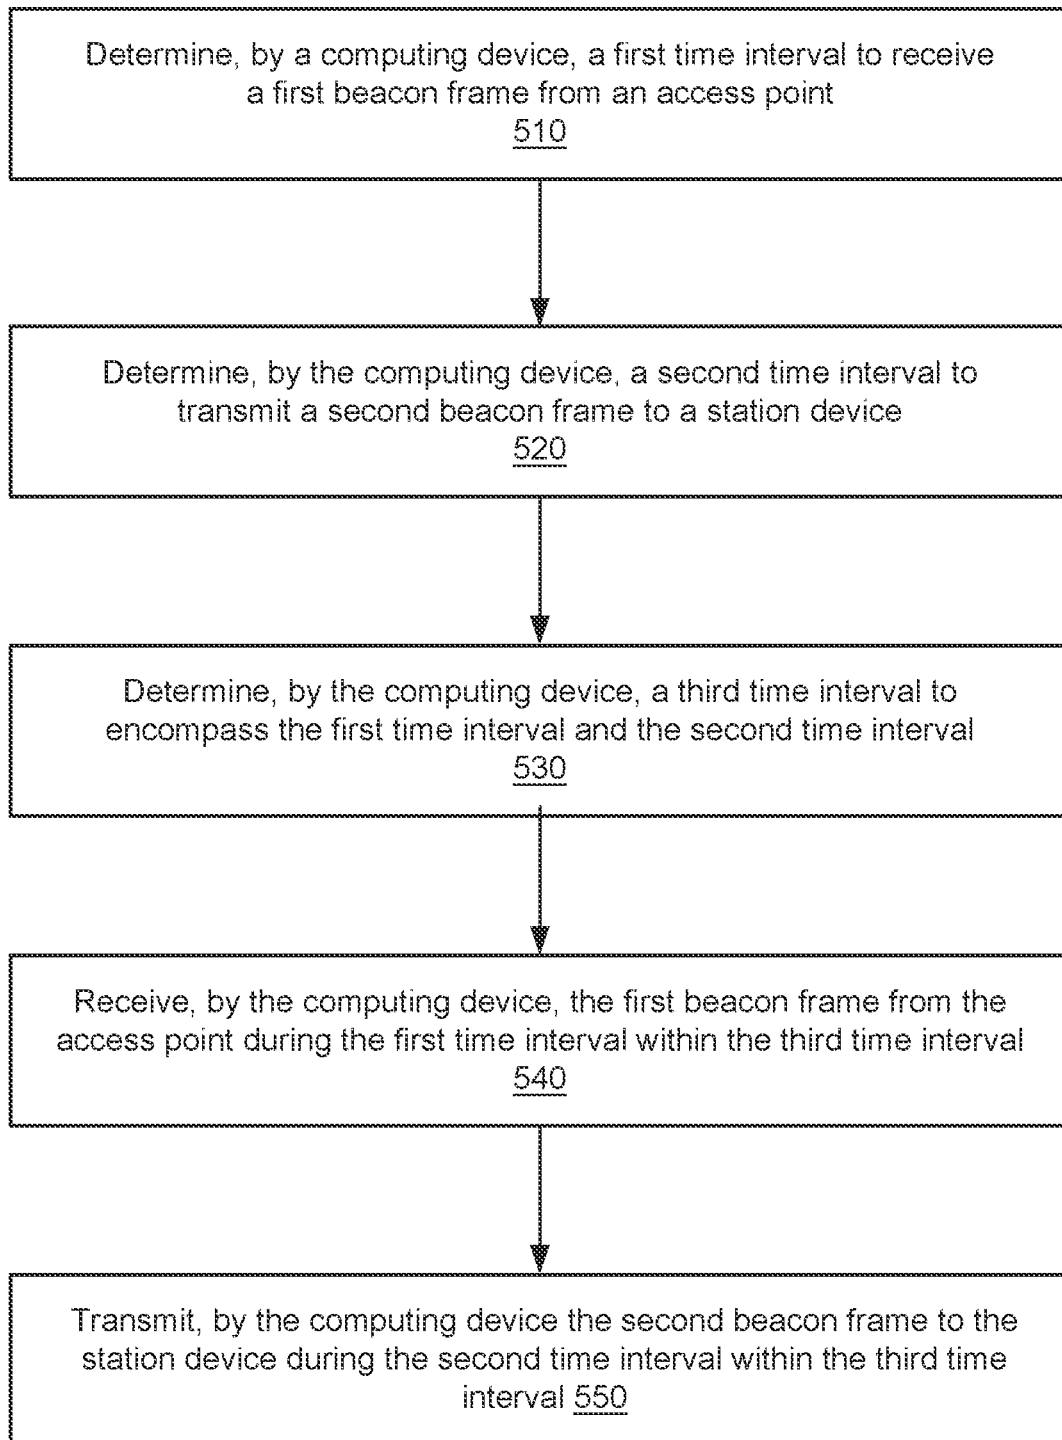 Determine, by a computing device, a first time interval to receive
a first beacon frame from an access point
510
Determine, by the computing device, a second time interval to
transmit a second beacon frame to a station device
520
Determine, by the computing device, a third time interval to
encompass the first time interval and the second time interval
530
Receive, by the computing device, the first beacon frame from the
access point during the first time interval within the third time interval
540
Transmit, by the computing device the second beacon frame to the
station device during the second time interval within the third time
interval 550